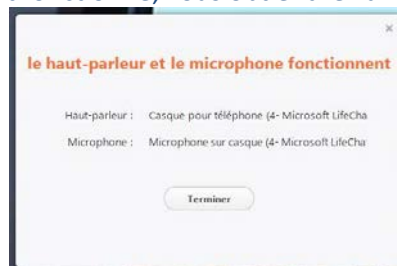 le haut-parleur et le microphone fonctionnent
Haut-parleur : Casque pour téléphone (4- Microsoft LifeCha
Microphone : Microphone sur casque (4- Microsoft LifeCha
Terminer